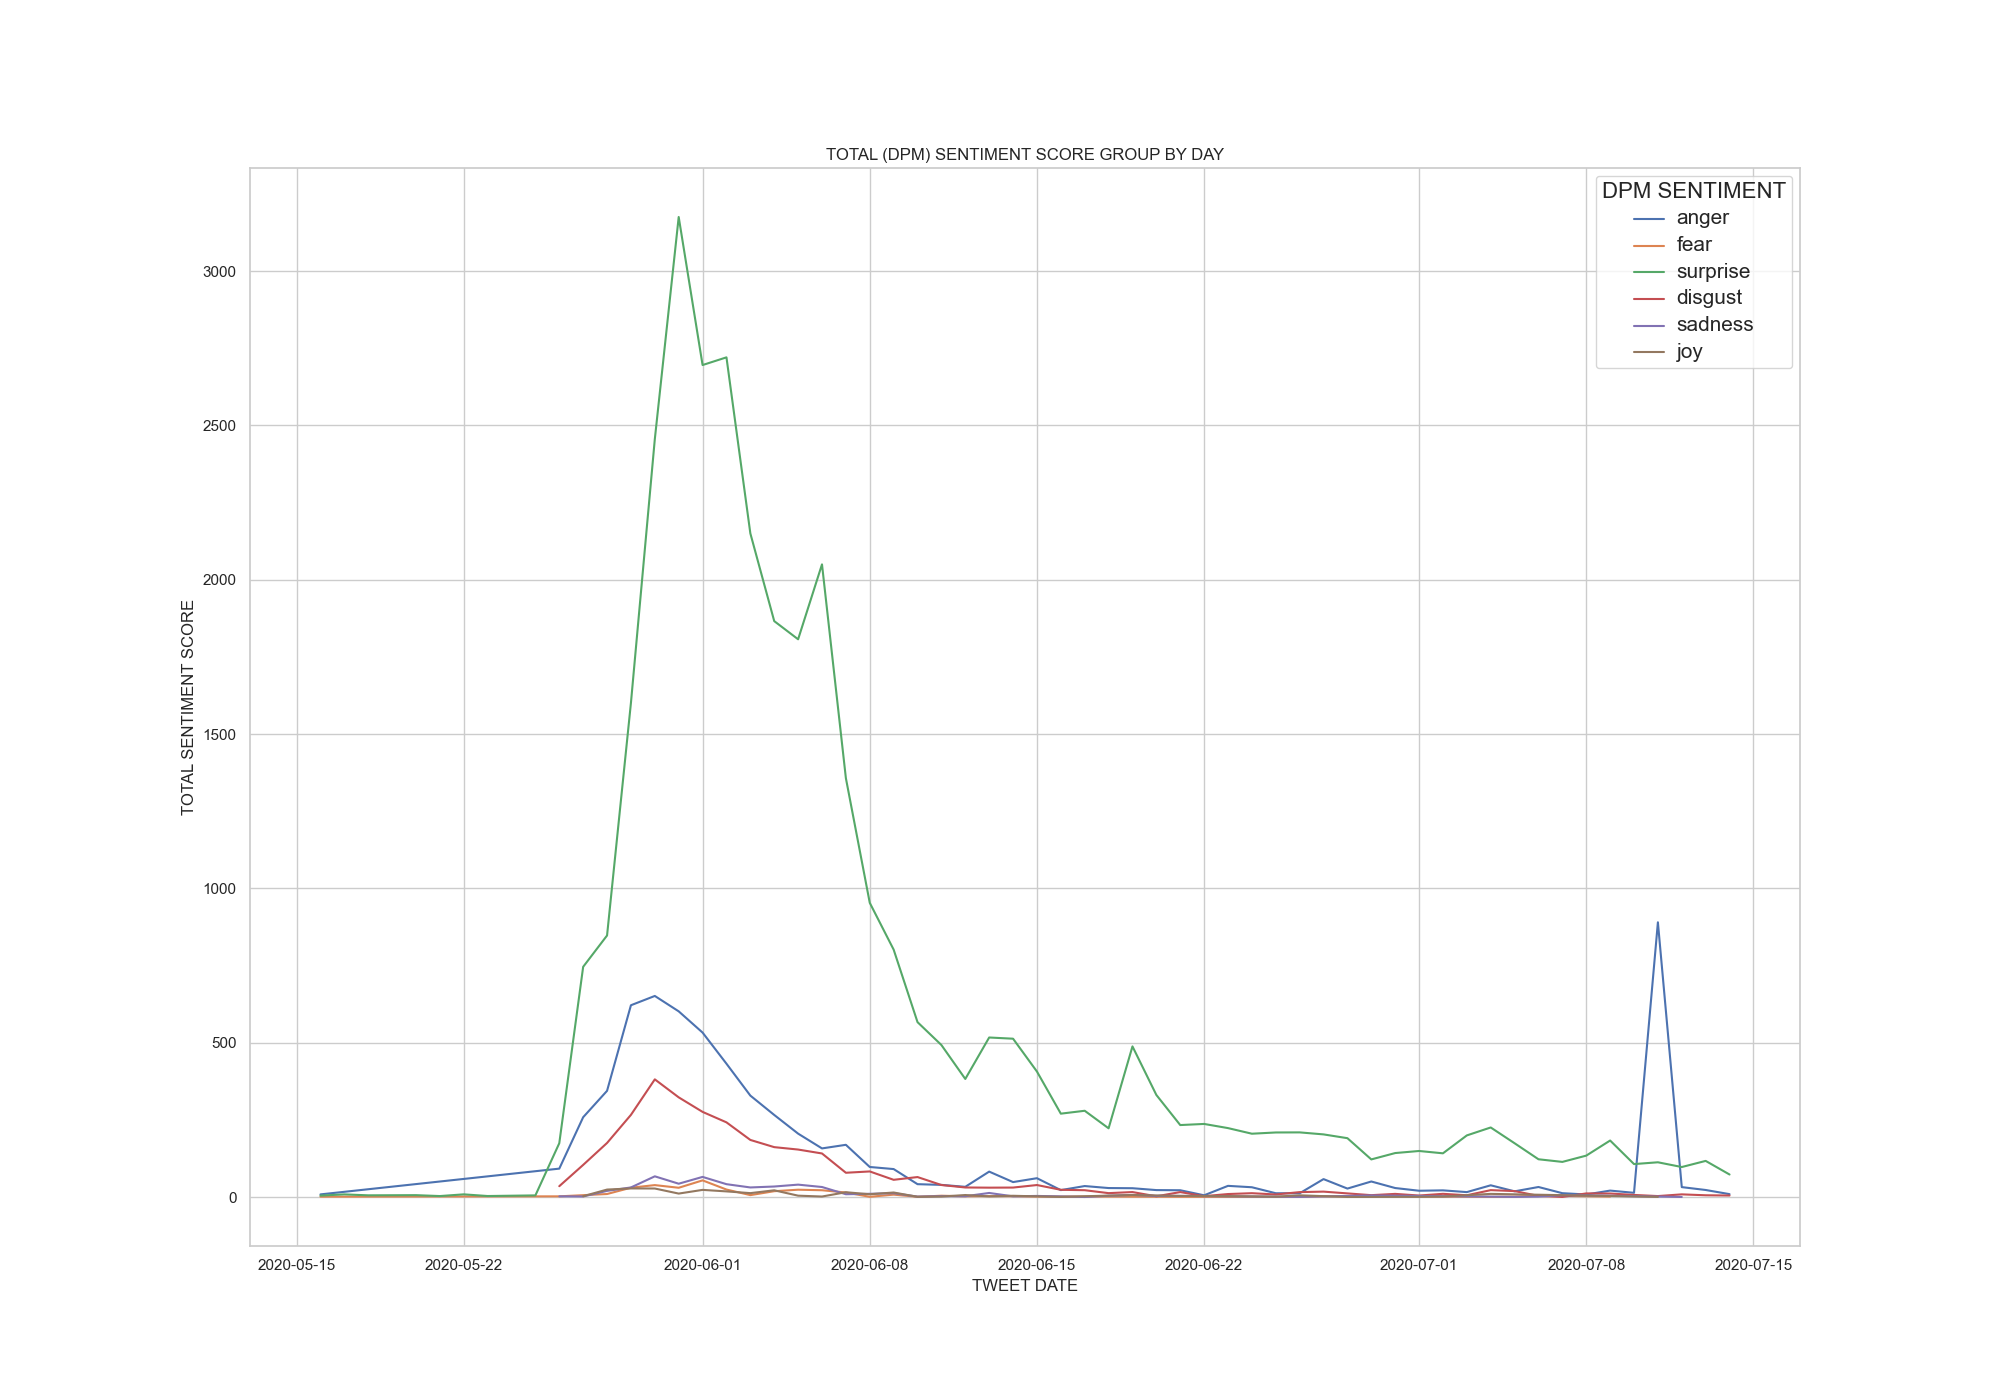 TOTAL (DPM) SENTIMENT SCORE GROUP BY DAY
DPM SENTIMENT
anger
fear
surprise
disgust
sadness
joy
TOTAL SENTIMENT SCORE
3000
2500
2000
1500
1000
500
0
2020-05-15 2020-05-22 2020-06-01 2020-06-08 2020-06-15 2020-06-22 2020-07-01 2020-07-08 2020-07-15
TWEET DATE